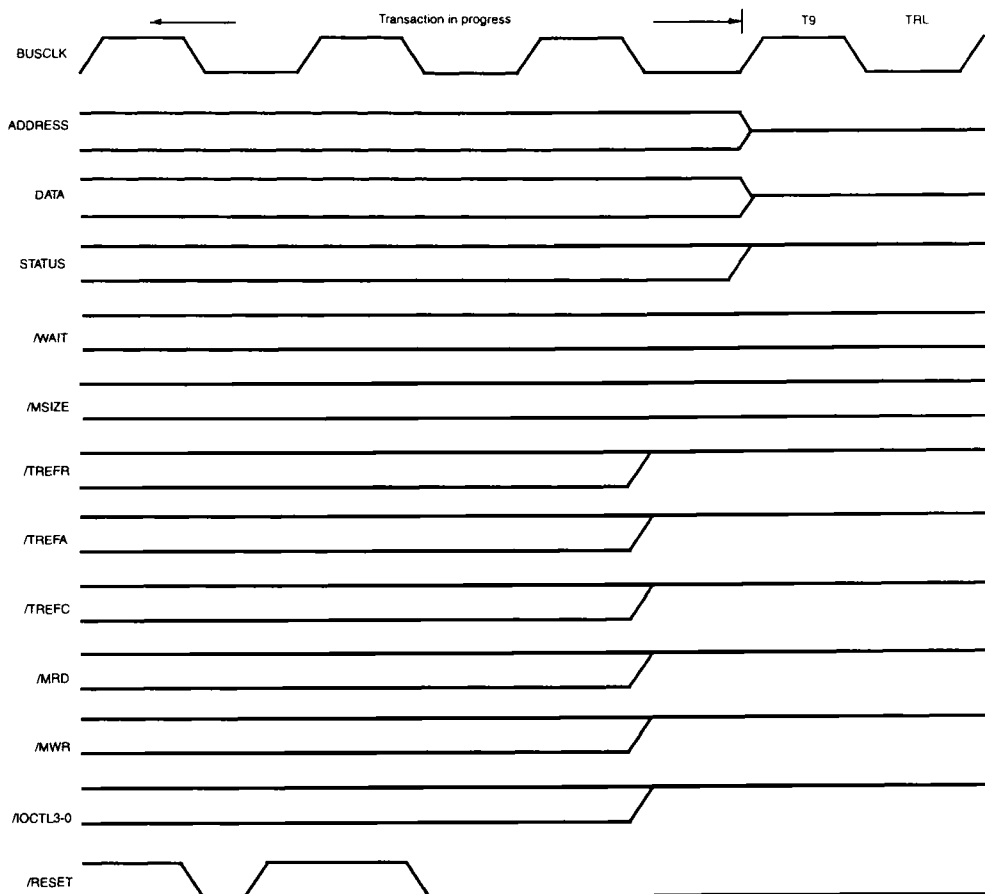 Transaction in progress T9 TRL
BUSCLK
ADDRESS
DATA
STATUS
/WAIT
/MSIZE
/TREFR
/TREFA
/TREFC
/MRD
/MWR
/IOCTL3-0
/RESET